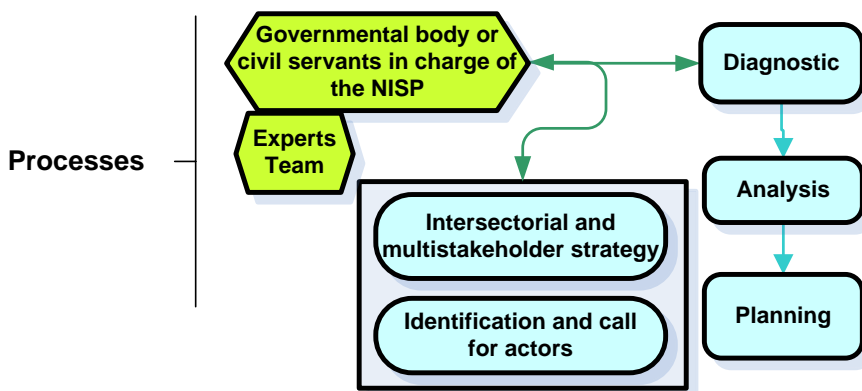 Processes
Governmental body or
civil servants in charge of
the NISP
Experts
Team
Intersectorial and
multistakeholder strategy
Identification and call
for actors
Diagnostic
Analysis
Planning